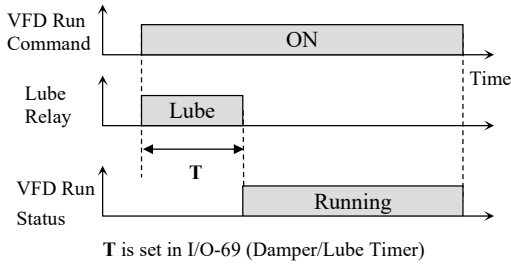 VFD Run
Command
ON
Time
Lube
Relay
Lube
T
VFD Run
Status
Running
T is set in I/O-69 (Damper/Lube Timer)